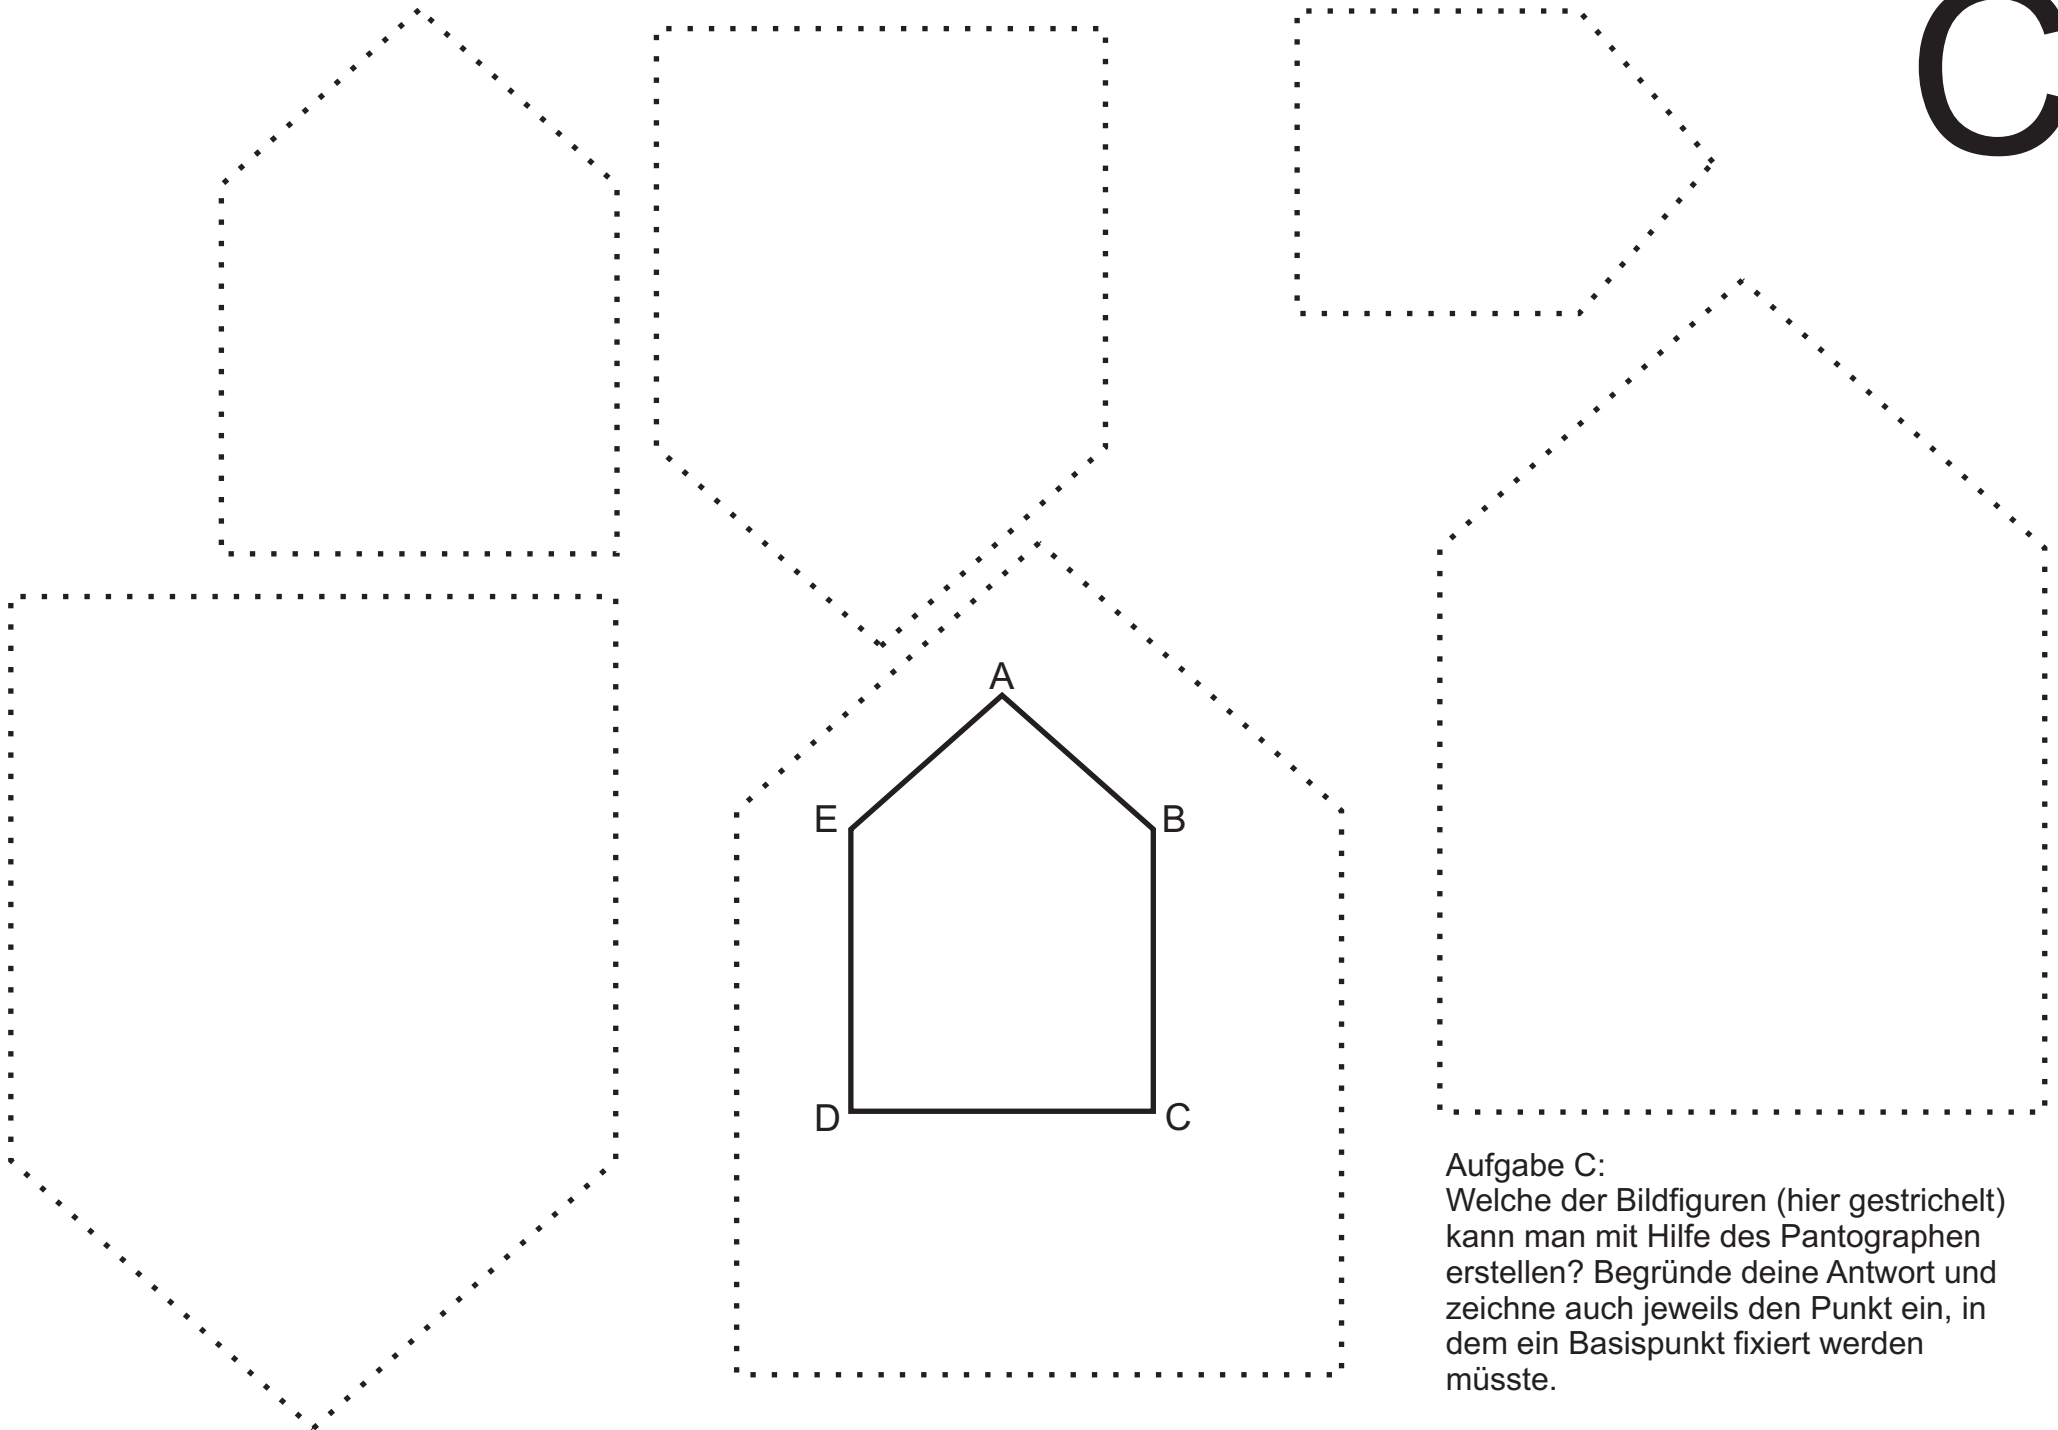 C
A
E
B
D
C
Aufgabe C:
Welche der Bildfiguren (hier gestrichelt)
kann man mit Hilfe des Pantographen
erstellen? Begründe deine Antwort und
zeichne auch jeweils den Punkt ein, in
dem ein Basispunkt fixiert werden
müsste.